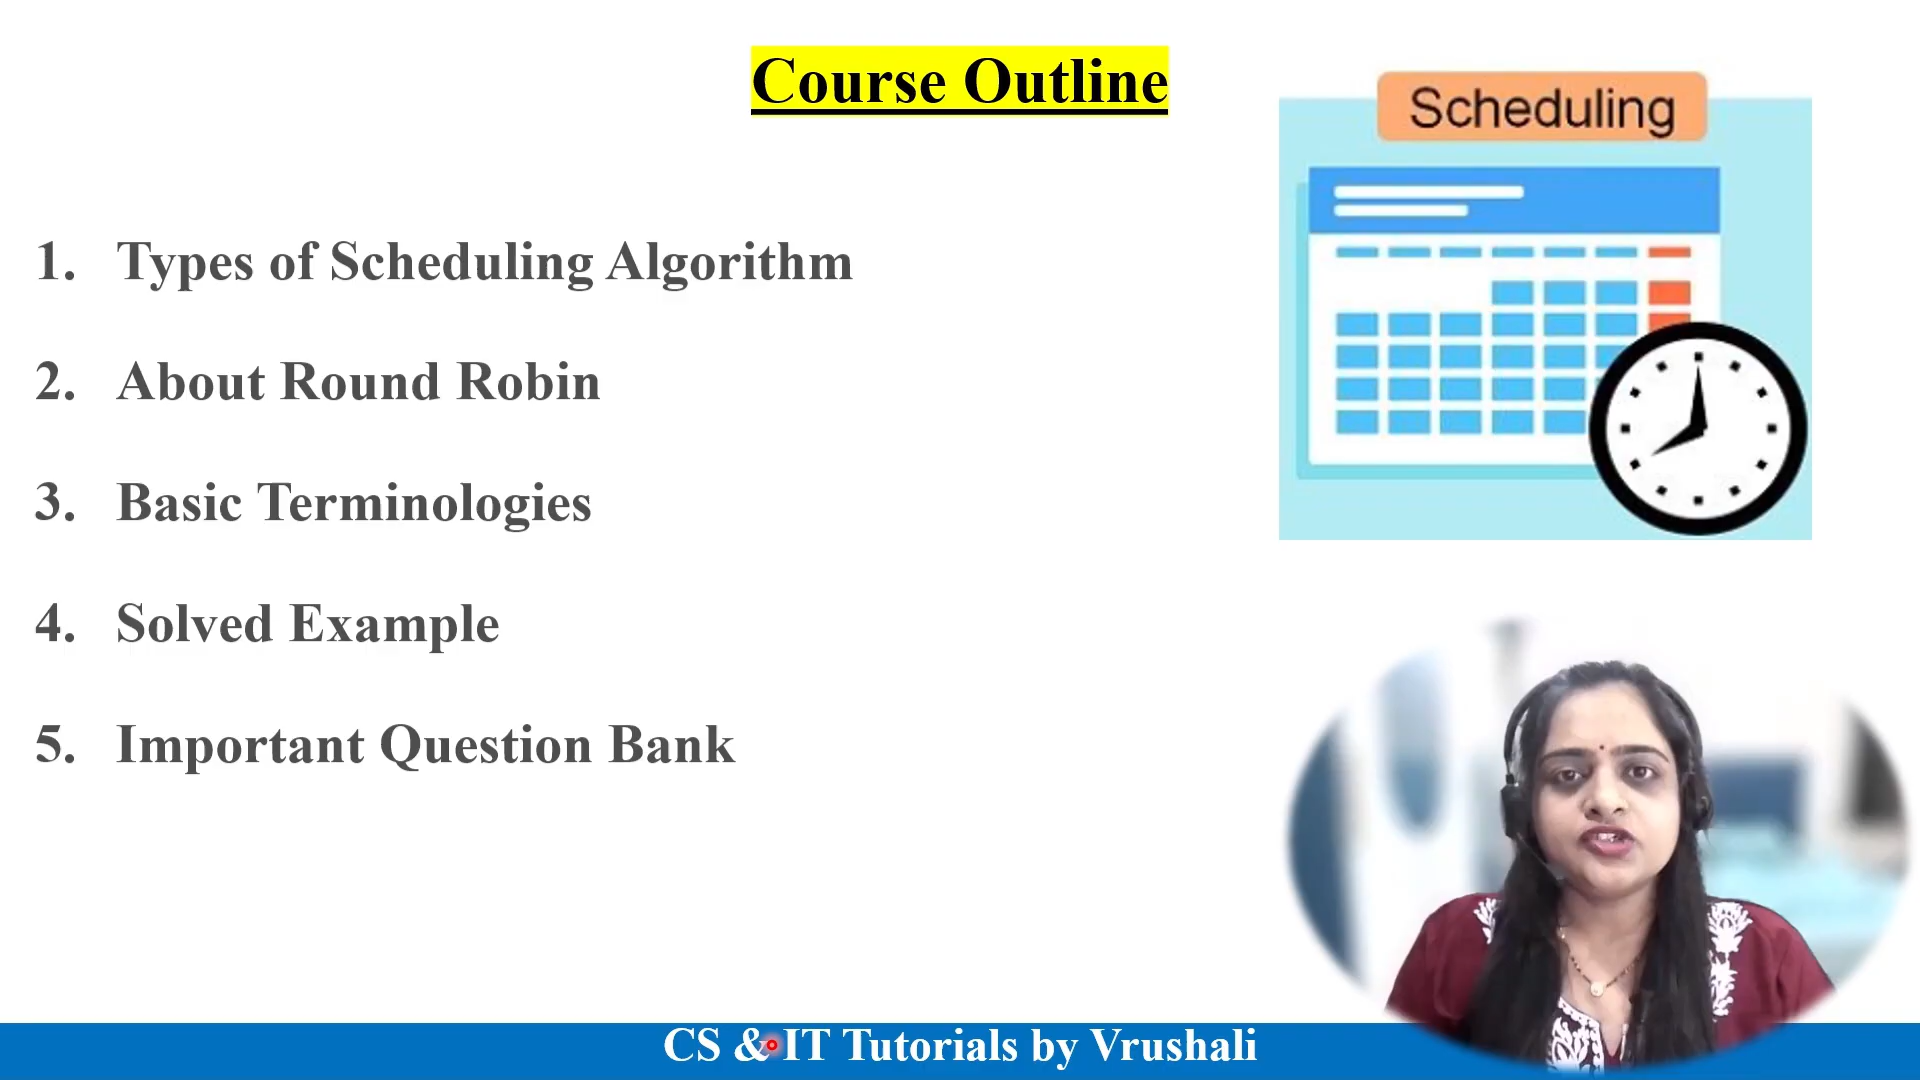 Course Outline
Scheduling
1. Types of Scheduling Algorithm
2. About Round Robin
3. Basic Terminologies
4. Solved Example
5. Important Question Bank
CS & IT Tutorials by Vrushali